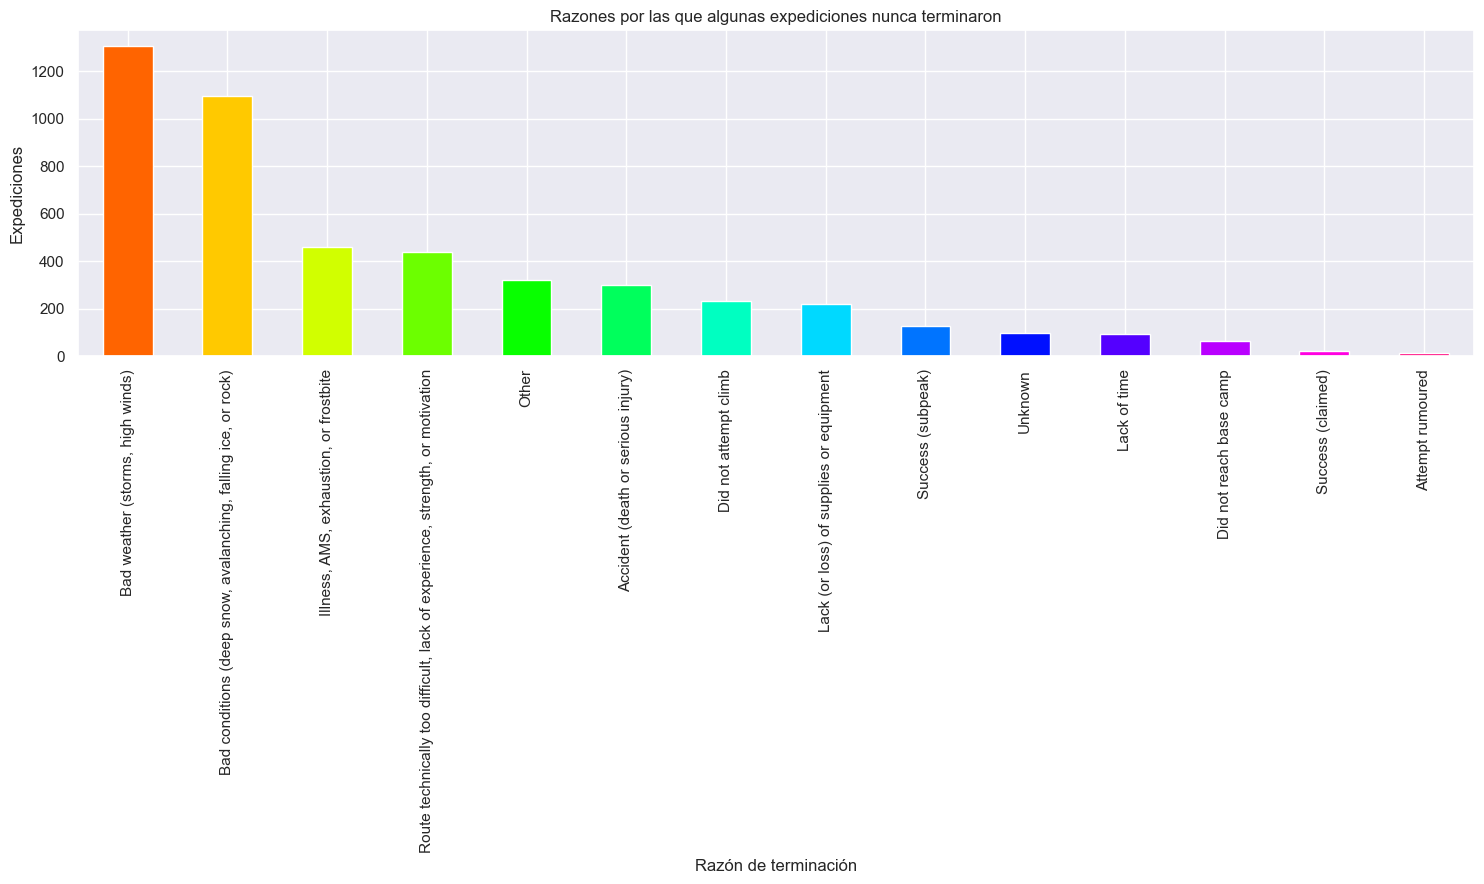 Razones por las que algunas expediciones nunca terminaron
Expediciones
1200
1000
800
600
400
200
0
Bad weather (storms, high winds)
Bad conditions (deep snow, avalanching, falling ice, or rock)
Illness, AMS, exhaustion, or frostbite
Route technically too difficult, lack of experience, strength, or motivation
Other
Accident (death or serious injury)
Did not attempt climb
Lack (or loss) of supplies or equipment
Success (subpeak)
Unknown
Lack of time
Did not reach base camp
Success (claimed)
Attempt rumoured
Razón de terminación